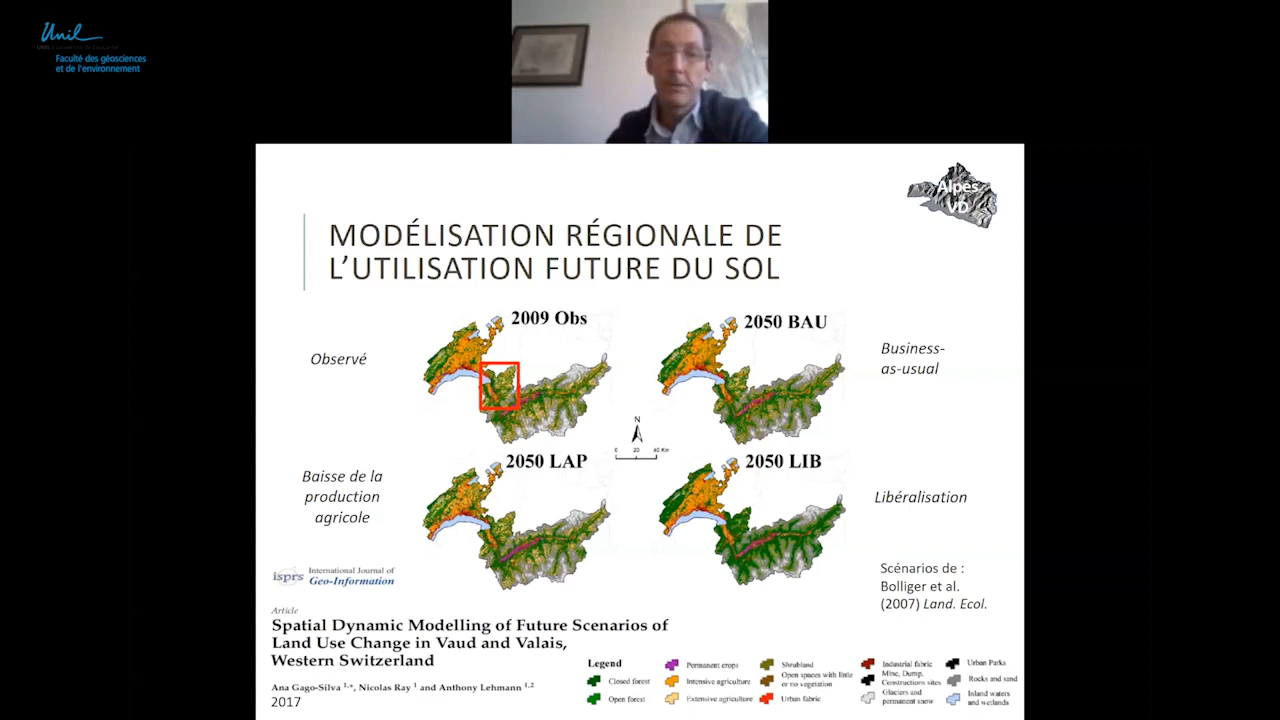 Unil
Faculté des géosciences
et de l'environnement
Alpes
VD
MODÉLISATION RÉGIONALE DE
L'UTILISATION FUTURE DU SOL
2009 Obs
2050 BAU
Observé
Business-
as-usual
N
0 20 40 Km
2050 LAP
2050 LIB
Baisse de la
production
agricole
Libéralisation
isprs
International Journal of
Geo-Information
Scénarios de :
Bolliger et al.
(2007) Land. Ecol.
Article
Spatial Dynamic Modelling of Future Scenarios of
Land Use Change in Vaud and Valais,
Western Switzerland
Ana Gago-Silva 1,*, Nicolas Ray 1 and Anthony Lehmann 1,2
2017
Legend
Closed forest
Open forest
Permanent crops
Intensive agriculture
Extensive agriculture
Shrubland
Open spaces with little
or no vegetation
Urban fabric
Industrial fabric
Mine, Dump,
Constructions sites
Glaciers and
permanent snow
Urban Parks
Rocks and sand
Inland waters
and wetlands